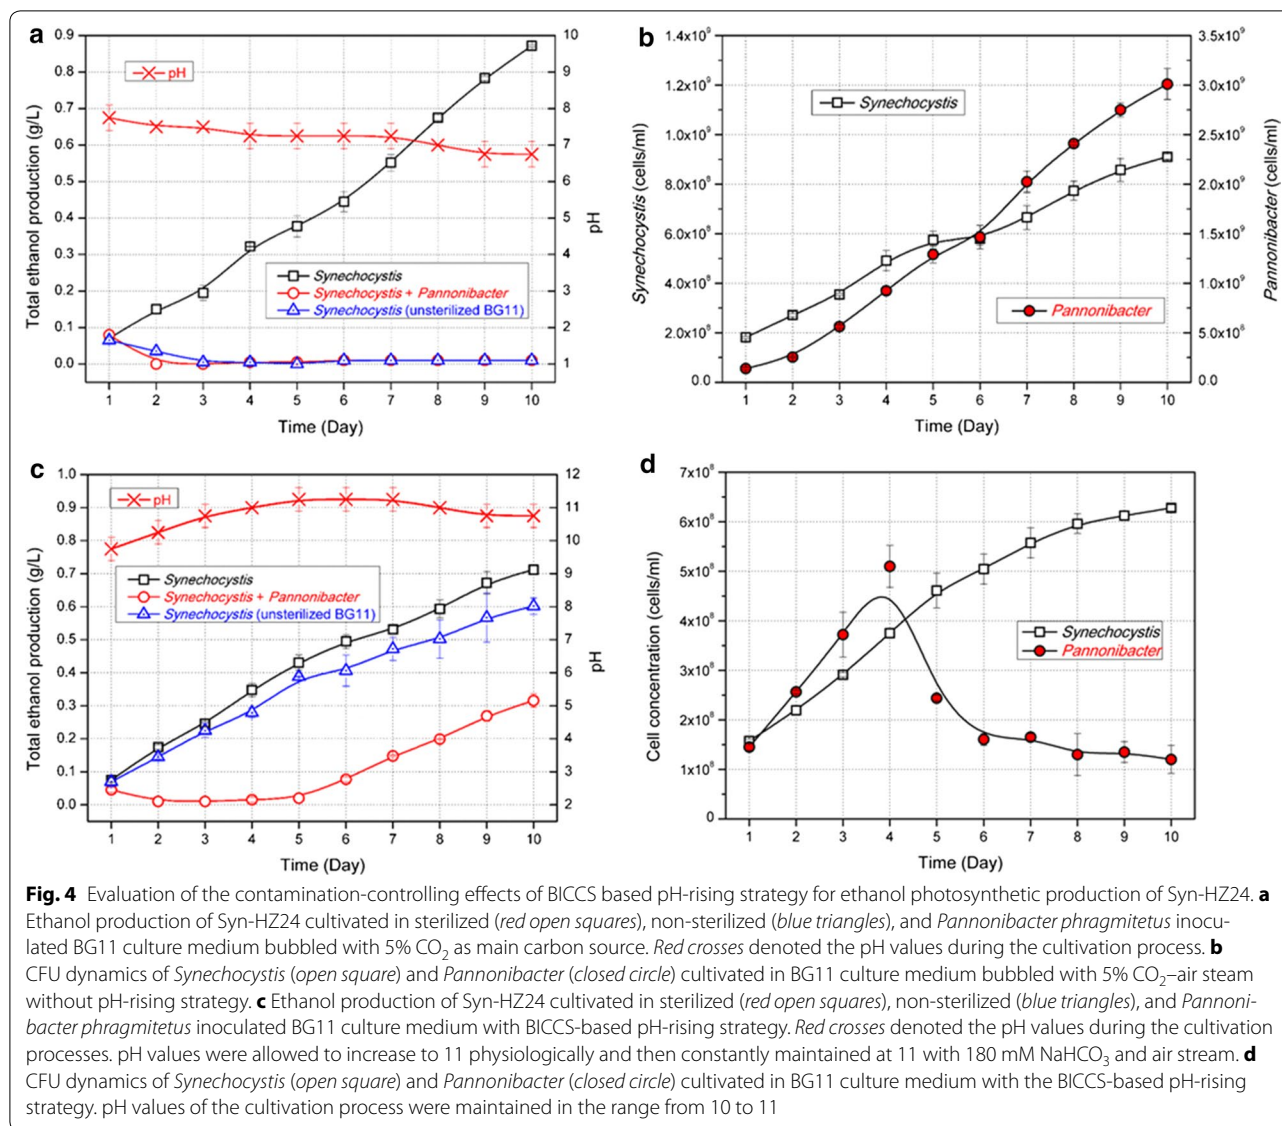 a
0.9
0.8
0.7
0.6
0.5
0.4
0.3
0.2
0.1
0.0
Total ethanol production (g/L)
10
9
8
7
6
5
4
3
2
1
pH
pH
Synechocystis
Synechocystis + Pannonibacter
Synechocystis (unsterilized BG11)
1 2 3 4 5 6 7 8 9 10
Time (Day)
b
1.4x10⁹
1.2x10⁹
1.0x10⁹
8.0x10⁸
6.0x10⁸
4.0x10⁸
2.0x10⁸
0.0
Synechocystis (cells/ml)
3.5x10⁹
3.0x10⁹
2.5x10⁹
2.0x10⁹
1.5x10⁹
1.0x10⁹
5.0x10⁸
0.0
Pannonibacter (cells/ml)
Synechocystis
Pannonibacter
1 2 3 4 5 6 7 8 9 10
Time (Day)
c
1.0
0.9
0.8
0.7
0.6
0.5
0.4
0.3
0.2
0.1
0.0
Total ethanol production (g/L)
12
11
10
9
8
7
6
5
4
3
2
pH
pH
Synechocystis
Synechocystis + Pannonibacter
Synechocystis (unsterilized BG11)
1 2 3 4 5 6 7 8 9 10
Time (Day)
d
7x10⁸
6x10⁸
5x10⁸
4x10⁸
3x10⁸
2x10⁸
1x10⁸
0
Cell concentration (cells/ml)
Synechocystis
Pannonibacter
1 2 3 4 5 6 7 8 9 10
Time (Day)
Fig. 4 Evaluation of the contamination-controlling effects of BICCS based pH-rising strategy for ethanol photosynthetic production of Syn-HZ24. a
Ethanol production of Syn-HZ24 cultivated in sterilized (red open squares), non-sterilized (blue triangles), and Pannonibacter phragmitetus inocu-
lated BG11 culture medium bubbled with 5% CO₂ as main carbon source. Red crosses denoted the pH values during the cultivation process. b
CFU dynamics of Synechocystis (open square) and Pannonibacter (closed circle) cultivated in BG11 culture medium bubbled with 5% CO₂–air steam
without pH-rising strategy. c Ethanol production of Syn-HZ24 cultivated in sterilized (red open squares), non-sterilized (blue triangles), and Pannoni-
bacter phragmitetus inoculated BG11 culture medium with BICCS-based pH-rising strategy. Red crosses denoted the pH values during the cultivation
processes. pH values were allowed to increase to 11 physiologically and then constantly maintained at 11 with 180 mM NaHCO₃ and air stream. d
CFU dynamics of Synechocystis (open square) and Pannonibacter (closed circle) cultivated in BG11 culture medium with the BICCS-based pH-rising
strategy. pH values of the cultivation process were maintained in the range from 10 to 11